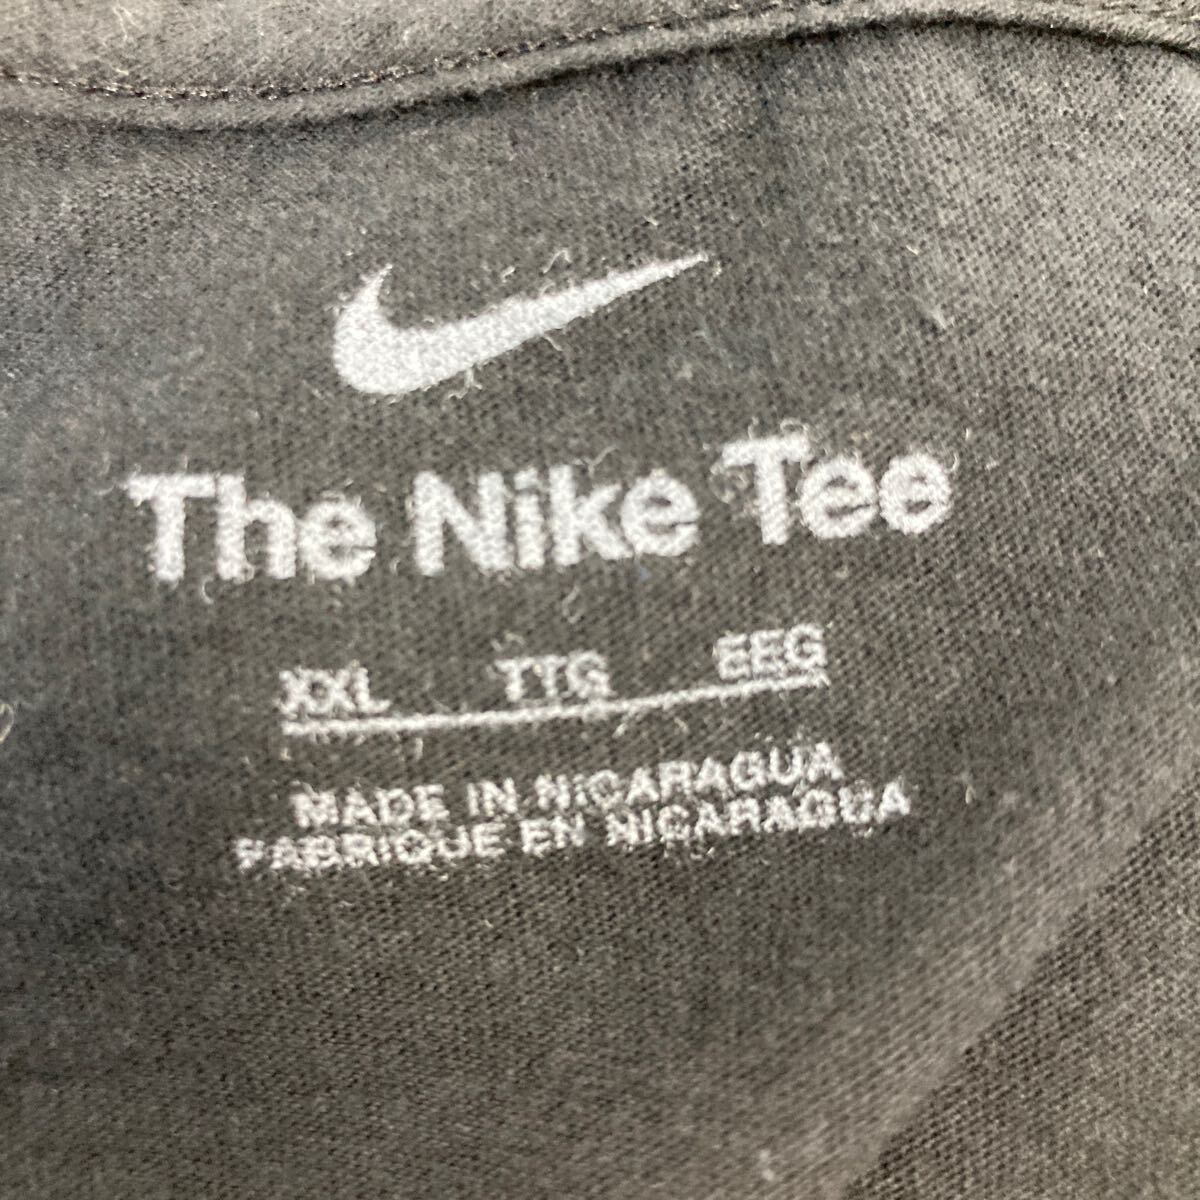 The Nike Tee
XXL TTG EEG
MADE IN NICARAGUA
FABRIQUE EN NICARAGUA